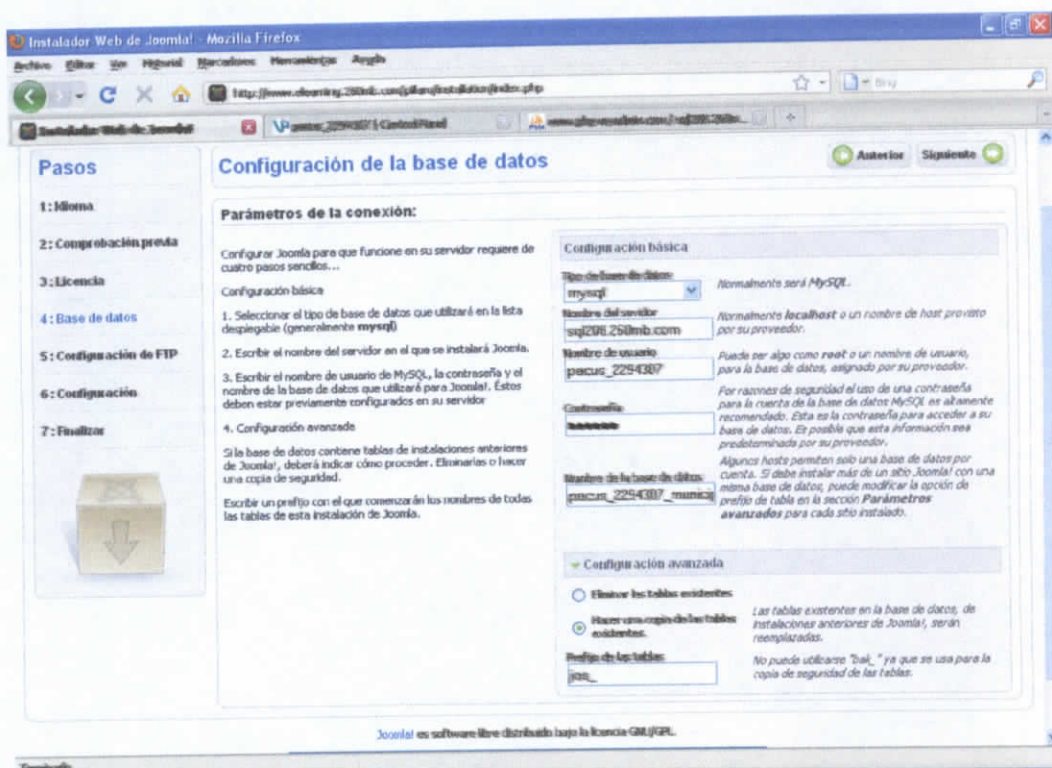 Instalador Web de Joomla! - Mozilla Firefox
Archivo Editar Ver Historial Marcadores Herramientas Ayuda
Bing
Instalador Web de Joomla!
Pasos
1 : Idioma
2 : Comprobación previa
3 : Licencia
4 : Base de datos
5 : Configuración de FTP
6 : Configuración
7 : Finalizar
Configuración de la base de datos
Anterior Siguiente
Parámetros de la conexión:
Configurar Joomla para que funcione en su servidor requiere de
cuatro pasos sencillos...
Configuración básica
1. Seleccionar el tipo de base de datos que utilizará en la lista
desplegable (generalmente mysql)
2. Escribir el nombre del servidor en el que se instalará Joomla.
3. Escribir el nombre de usuario de MySQL, la contraseña y el
nombre de la base de datos que utilizará para Joomla!. Éstos
deben estar previamente configurados en su servidor
4. Configuración avanzada
Si la base de datos contiene tablas de instalaciones anteriores
de Joomla!, deberá indicar cómo proceder. Eliminarlas o hacer
una copia de seguridad.
Escribir un prefijo con el que comenzarán los nombres de todas
las tablas de esta instalación de Joomla.
Configuración básica
Tipo de base de datos
mysql
Normalmente será MySQL.
Nombre del servidor
sql208.250mb.com
Normalmente localhost o un nombre de host provisto
por su proveedor.
Nombre de usuario
pacus_2294307
Puede ser algo como root o un nombre de usuario,
para la base de datos, asignado por su proveedor.
Contraseña
Por razones de seguridad el uso de una contraseña
para la cuenta de la base de datos MySQL es altamente
recomendado. Esta es la contraseña para acceder a su
base de datos. Es posible que esta información sea
predeterminada por su proveedor.
Nombre de la base de datos
pacus_2294307_municip
Algunos hosts permiten solo una base de datos por
cuenta. Si debe instalar más de un sitio Joomla! con una
misma base de datos, puede modificar la opción de
prefijo de tabla en la sección Parámetros
avanzados para cada sitio instalado.
Configuración avanzada
Eliminar las tablas existentes
Hacer una copia de las tablas
existentes.
Las tablas existentes en la base de datos, de
instalaciones anteriores de Joomla!, serán
reemplazadas.
Prefijo de las tablas
jos_
No puede utilizarse "bak_" ya que se usa para la
copia de seguridad de las tablas.
Joomla! es software libre distribuido bajo la licencia GNU/GPL.